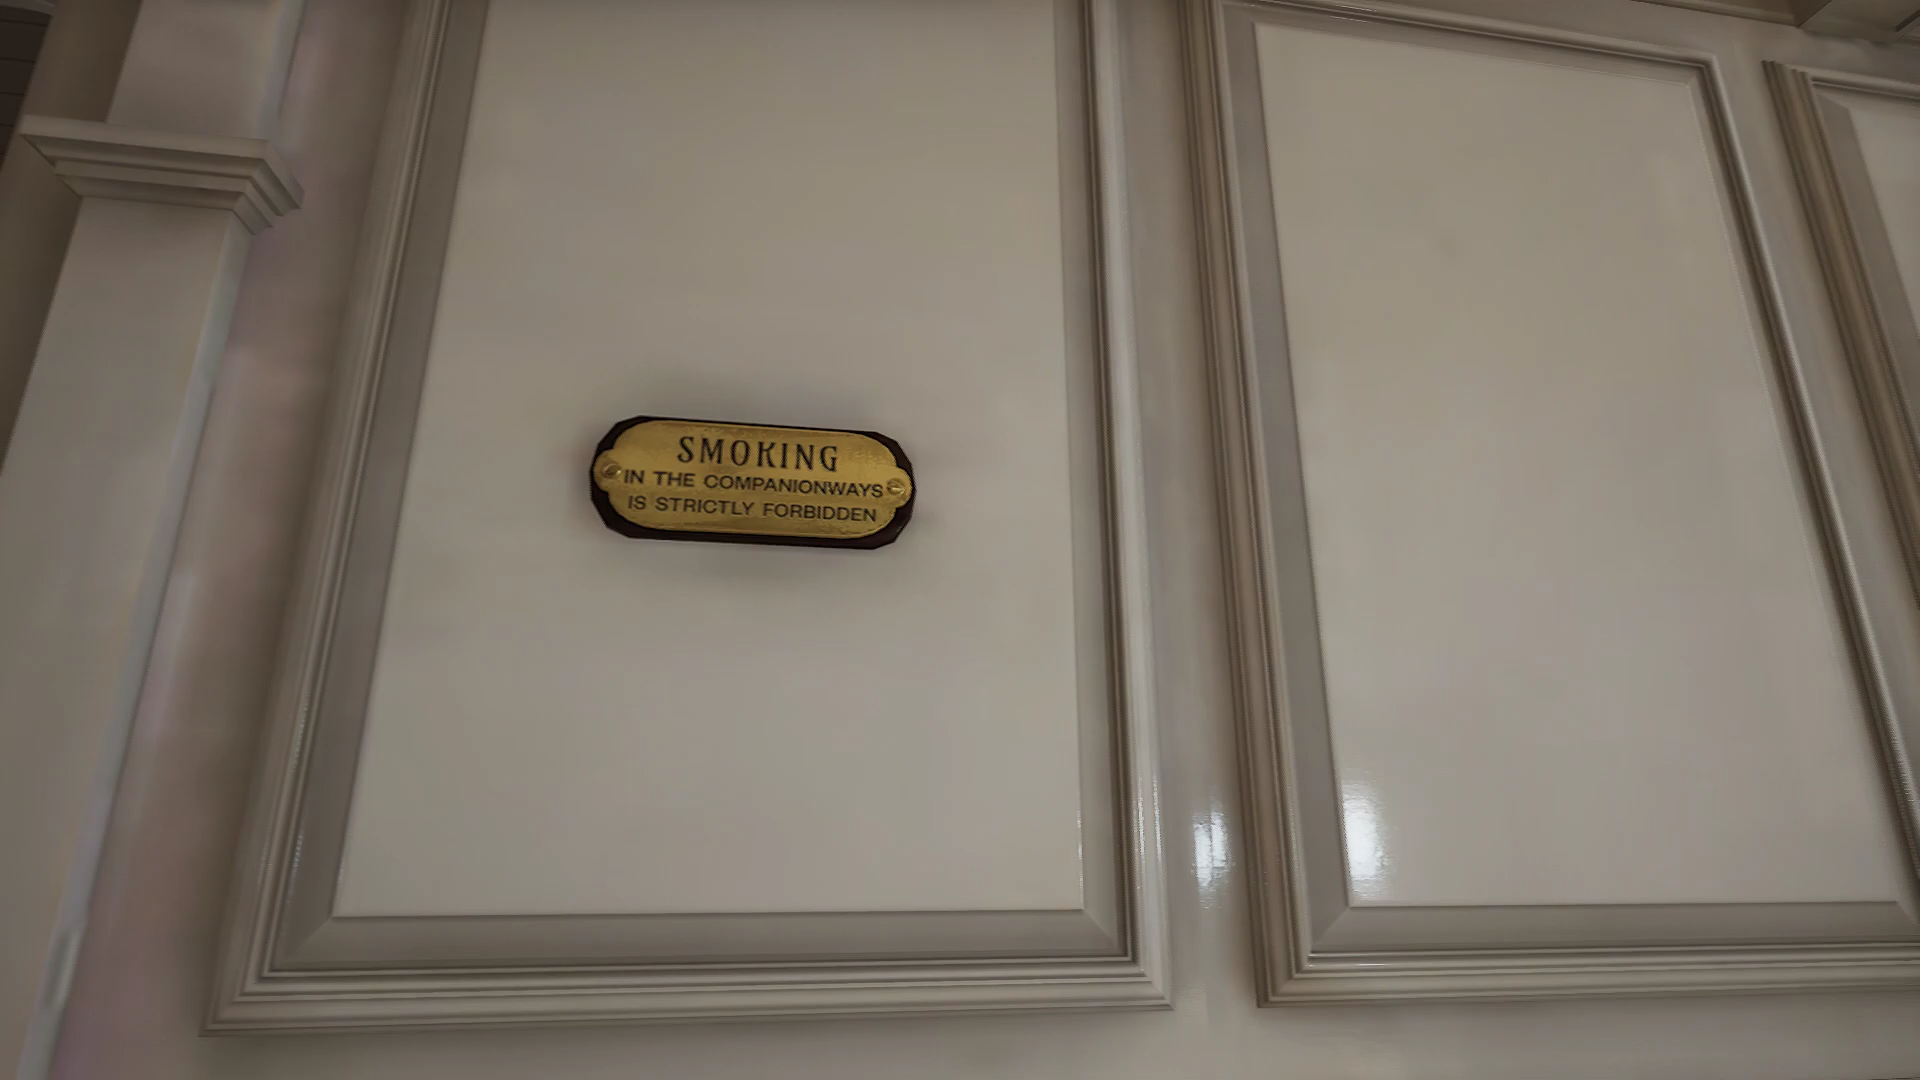 SMOKING
IN THE COMPANIONWAYS
IS STRICTLY FORBIDDEN